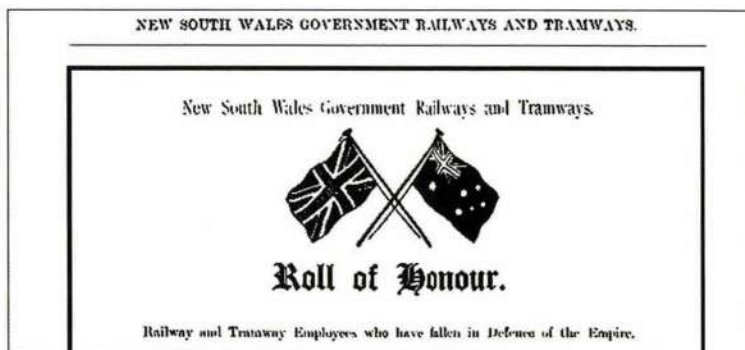 NEW SOUTH WALES GOVERNMENT RAILWAYS AND TRAMWAYS.
New South Wales Government Railways and Tramways.
Roll of Honour.
Railway and Tramway Employees who have fallen in Defence of the Empire.